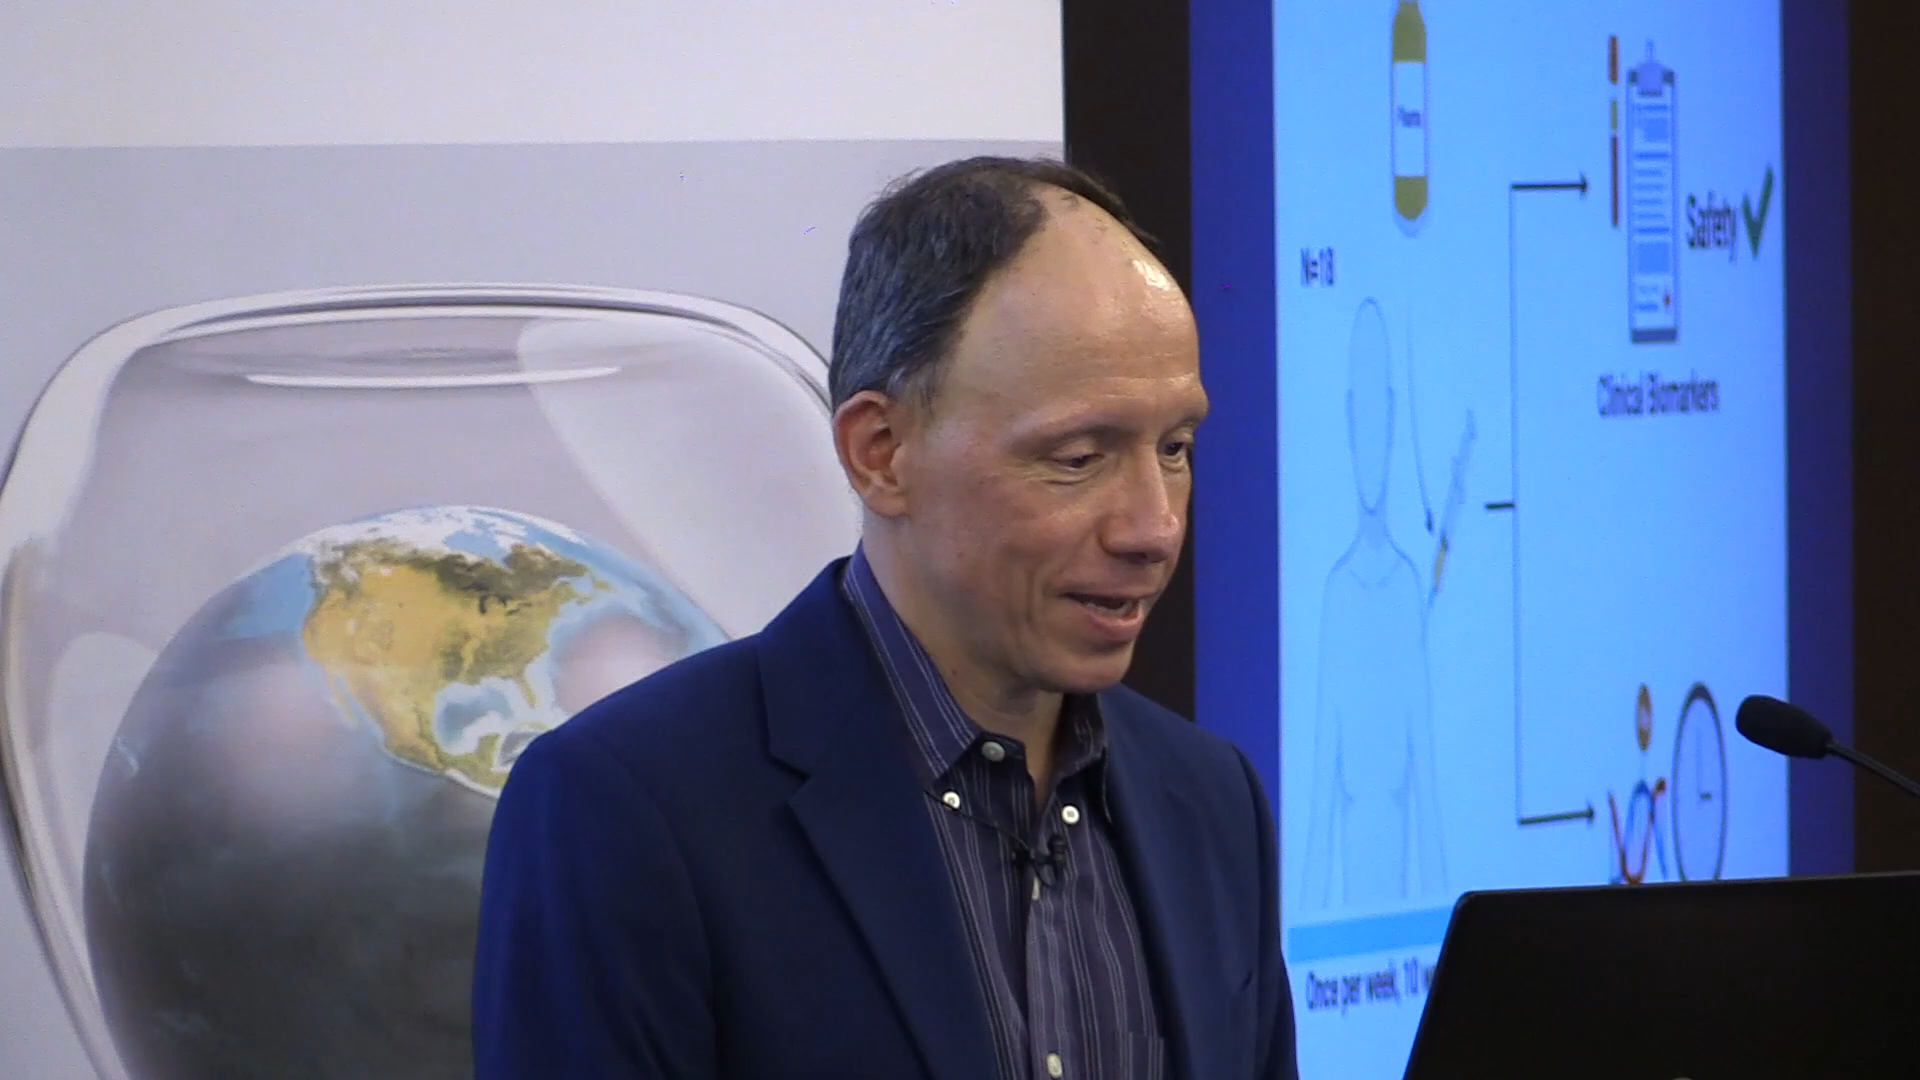 Plasma
N=18
Safety
Clinical Biomarkers
Once per week, 10